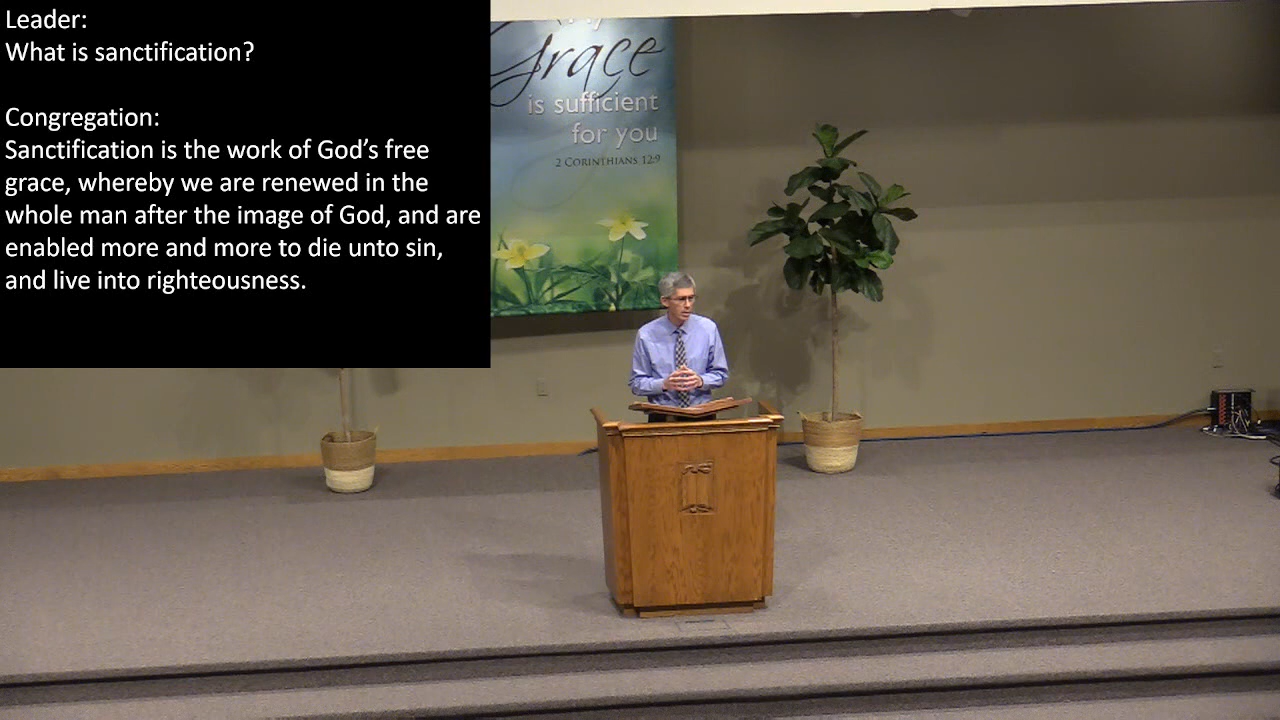 Leader:
What is sanctification?
Congregation:
Sanctification is the work of God's free
grace, whereby we are renewed in the
whole man after the image of God, and are
enabled more and more to die unto sin,
and live into righteousness.
Grace
is sufficient
for you
2 Corinthians 12:9